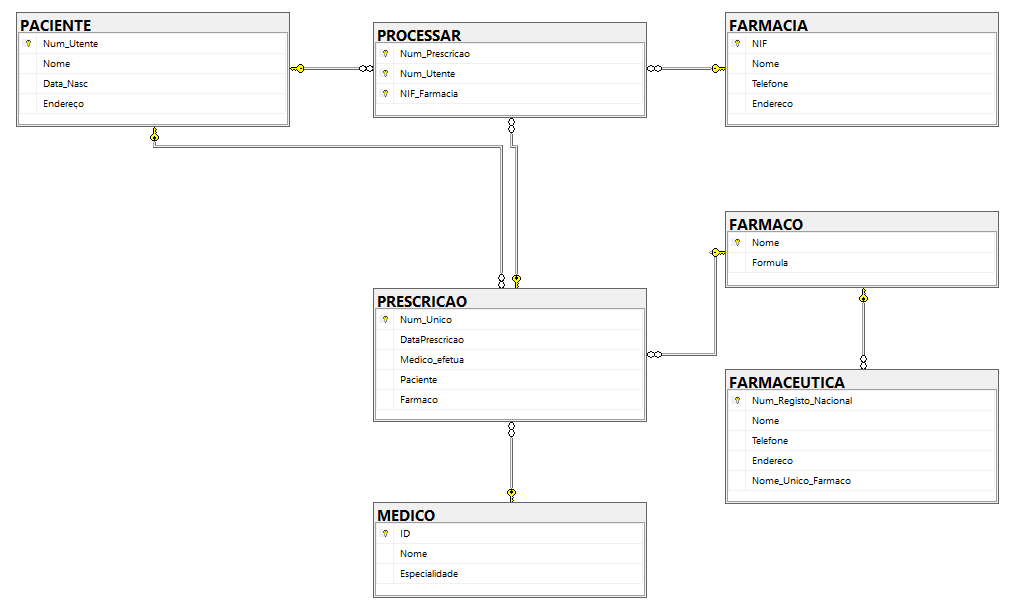 PACIENTE
Num_Utente
Nome
Data_Nasc
Endereço
PROCESSAR
Num_Prescricao
Num_Utente
NIF_Farmacia
FARMACIA
NIF
Nome
Telefone
Endereco
FARMACO
Nome
Formula
PRESCRICAO
Num_Unico
DataPrescricao
Medico_efetua
Paciente
Farmaco
FARMACEUTICA
Num_Registo_Nacional
Nome
Telefone
Endereco
Nome_Unico_Farmaco
MEDICO
ID
Nome
Especialidade